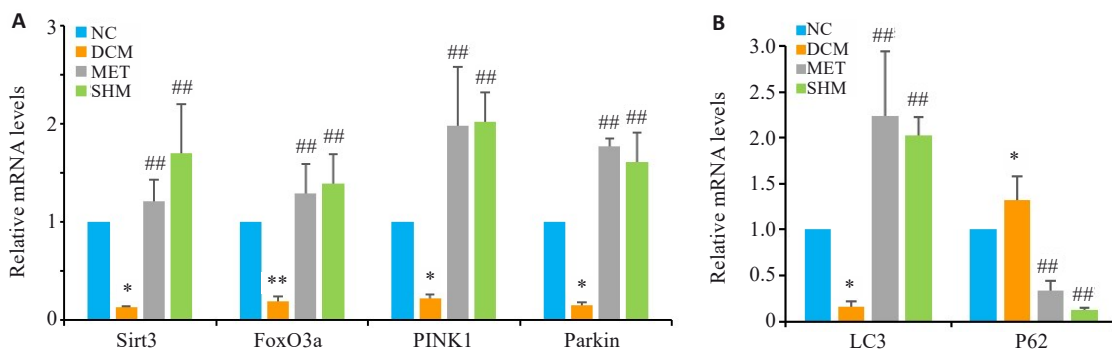 A
Relative mRNA levels
3
2
1
0
NC
DCM
MET
SHM
* ## ##
** ## ##
* ## ##
* ## ##
Sirt3 FoxO3a PINK1 Parkin
B
Relative mRNA levels
3.0
2.5
2.0
1.5
1.0
0.5
0
NC
DCM
MET
SHM
* ## ##
* ## ##
LC3 P62